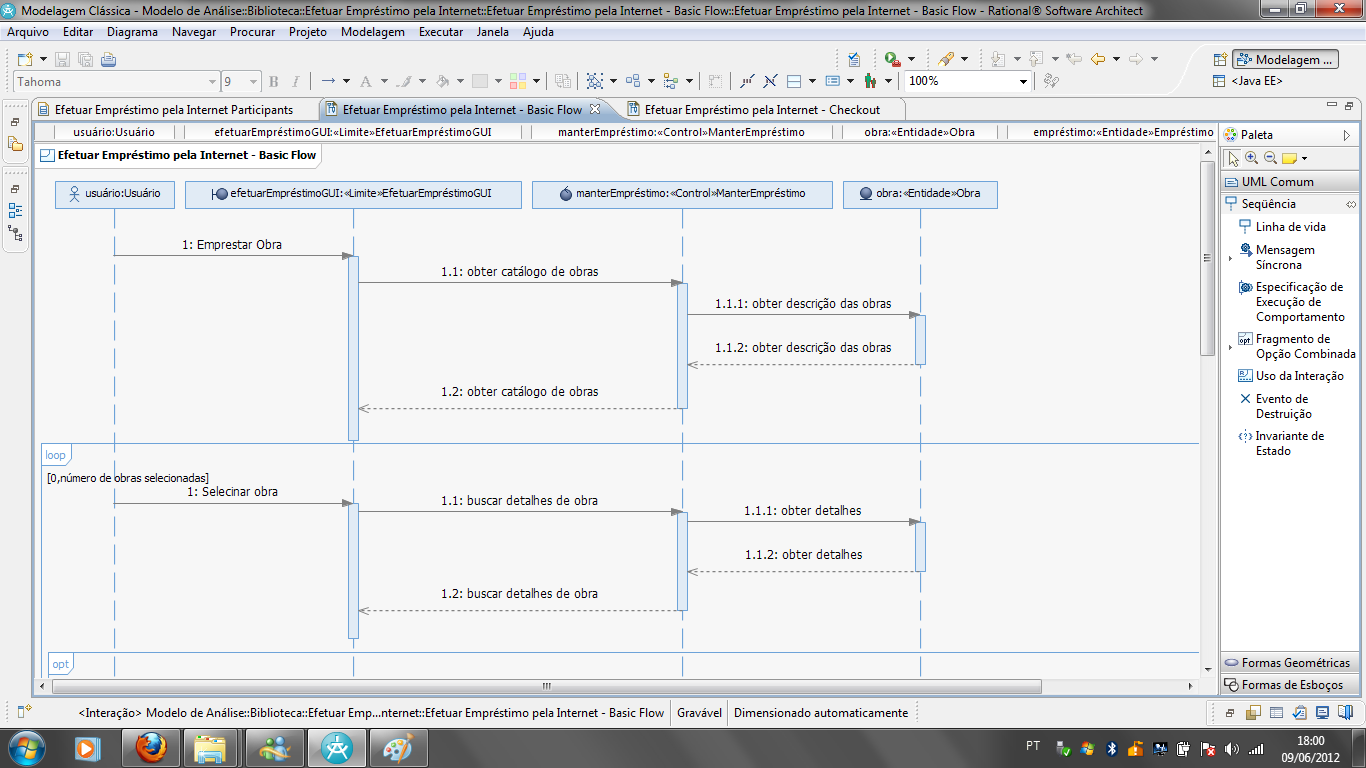 Modelagem Clássica - Modelo de Análise::Biblioteca::Efetuar Empréstimo pela Internet::Efetuar Empréstimo pela Internet - Basic Flow::Efetuar Empréstimo pela Internet - Basic Flow - Rational® Software Architect
Arquivo Editar Diagrama Navegar Procurar Projeto Modelagem Executar Janela Ajuda
Modelagem ...
Tahoma 9 B I A 100% <Java EE>
Efetuar Empréstimo pela Internet Participants Efetuar Empréstimo pela Internet - Basic Flow Efetuar Empréstimo pela Internet - Checkout
usuário:Usuário efetuarEmpréstimoGUI:«Limite»EfetuarEmpréstimoGUI manterEmpréstimo:«Control»ManterEmpréstimo obra:«Entidade»Obra empréstimo:«Entidade»Empréstimo
Efetuar Empréstimo pela Internet - Basic Flow
usuário:Usuário efetuarEmpréstimoGUI:«Limite»EfetuarEmpréstimoGUI manterEmpréstimo:«Control»ManterEmpréstimo obra:«Entidade»Obra
1: Emprestar Obra
1.1: obter catálogo de obras
1.1.1: obter descrição das obras
1.1.2: obter descrição das obras
1.2: obter catálogo de obras
loop
[0,número de obras selecionadas]
1: Selecinar obra
1.1: buscar detalhes de obra
1.1.1: obter detalhes
1.1.2: obter detalhes
1.2: buscar detalhes de obra
opt
Paleta
UML Comum
Seqüência
Linha de vida
Mensagem
Síncrona
Especificação de
Execução de
Comportamento
opt
Fragmento de
Opção Combinada
Uso da Interação
Evento de
Destruição
Invariante de
Estado
Formas Geométricas
Formas de Esboços
<Interação> Modelo de Análise::Biblioteca::Efetuar Emp...nternet::Efetuar Empréstimo pela Internet - Basic Flow Gravável Dimensionado automaticamente
PT
18:00
09/06/2012